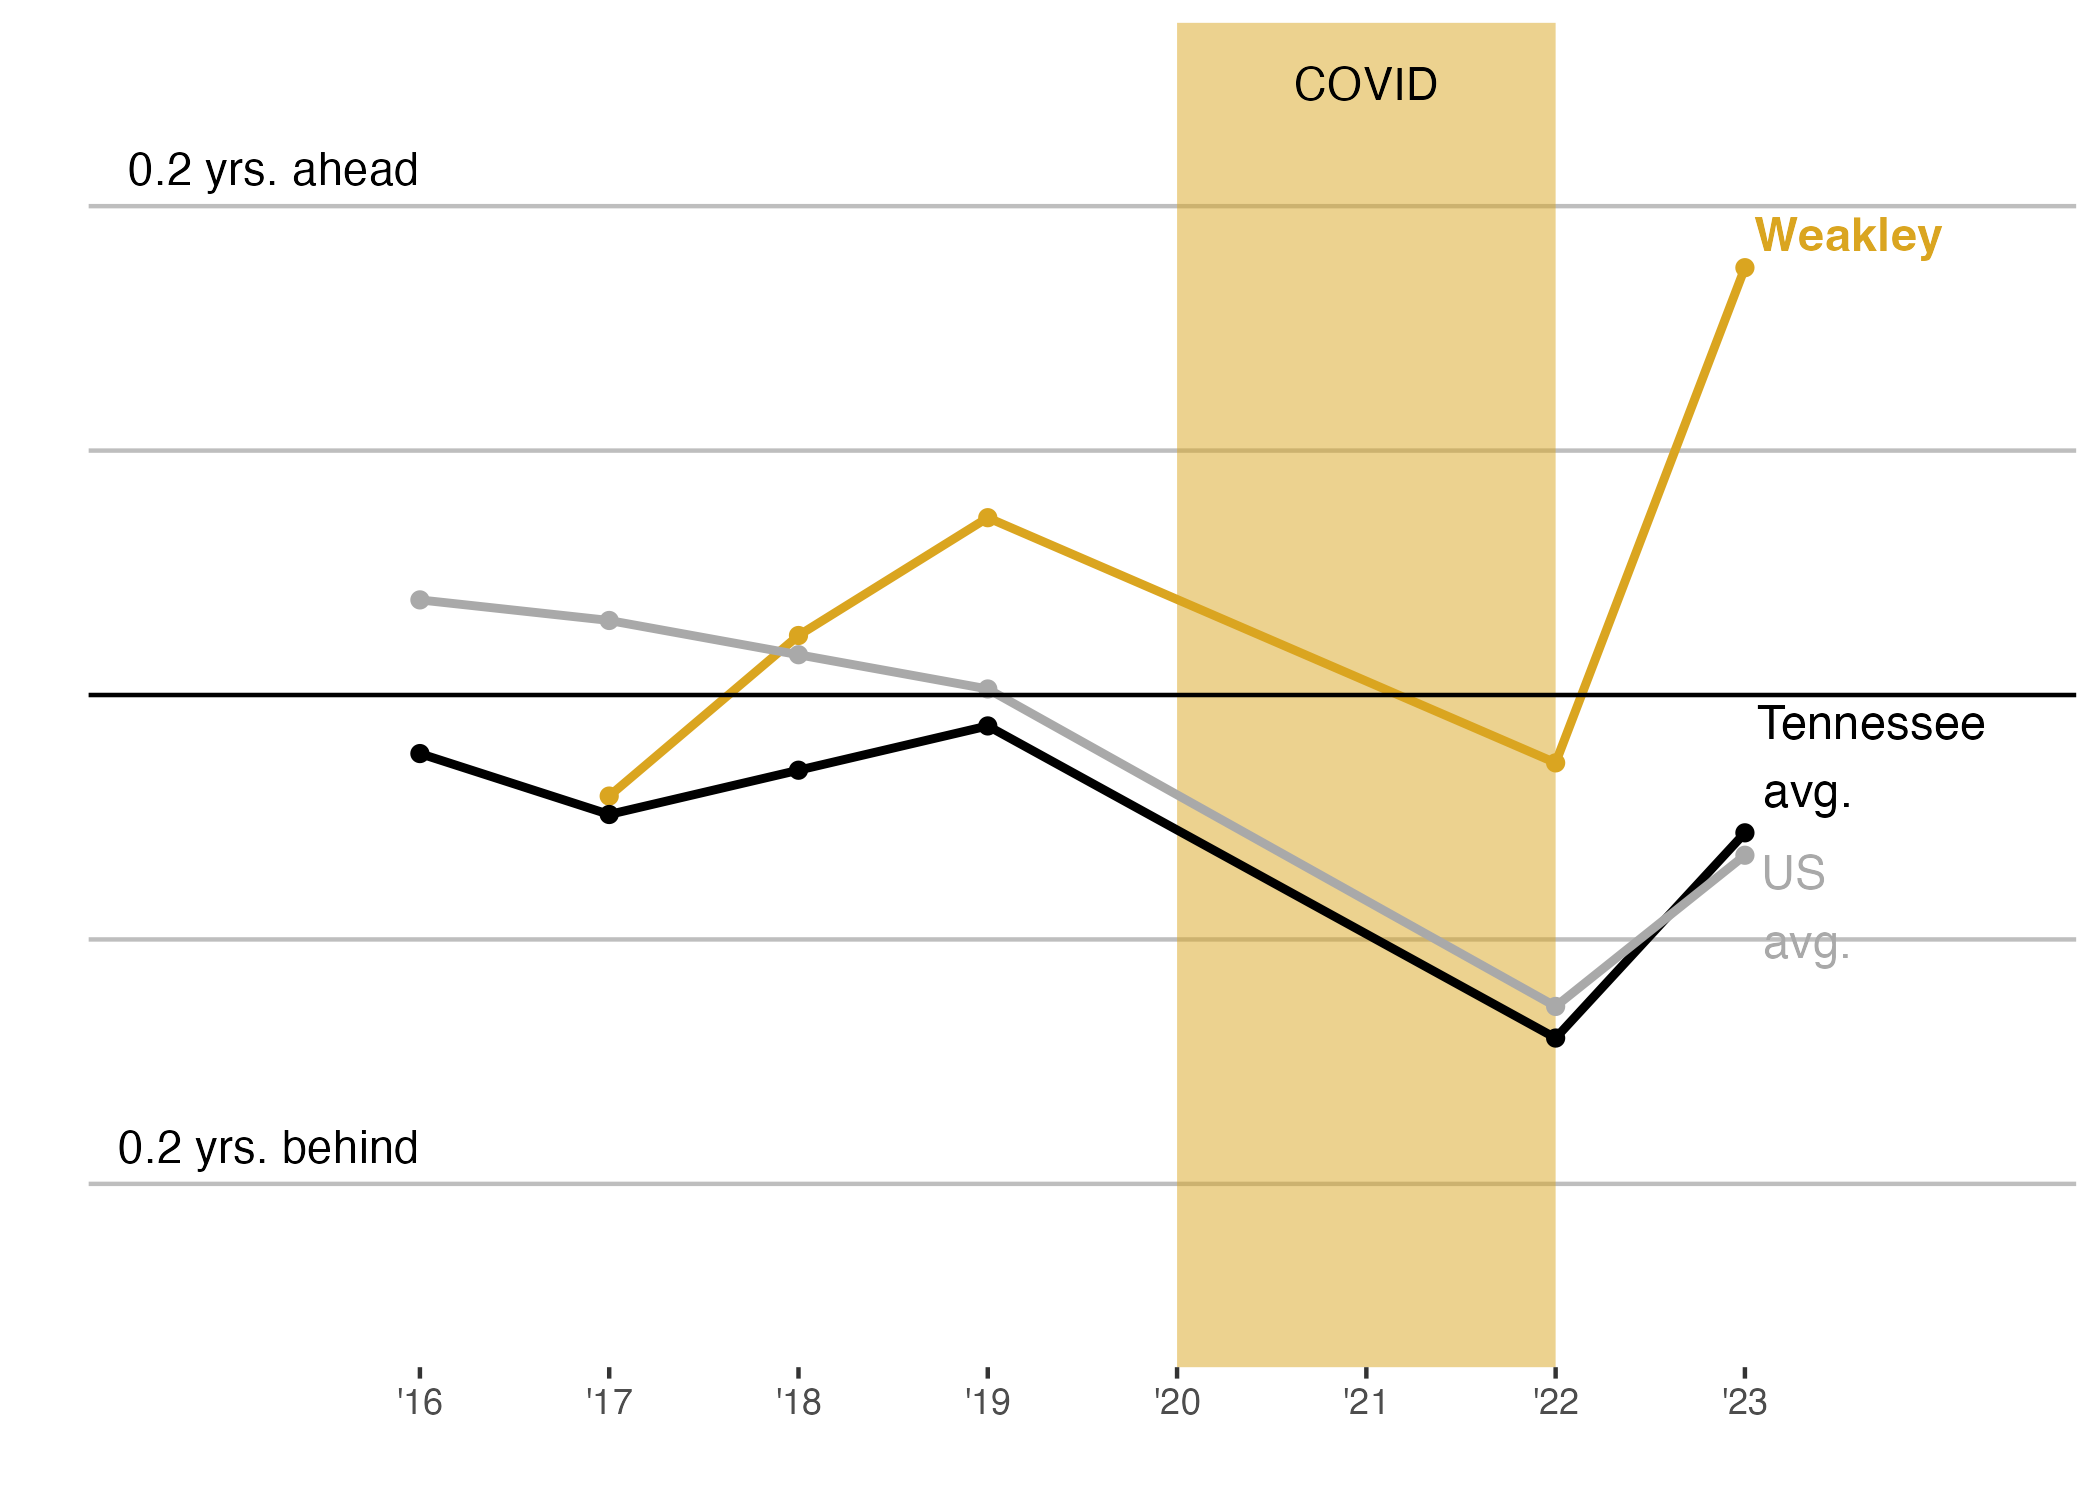 COVID
0.2 yrs. ahead
Weakley
Tennessee
avg.
US
avg.
0.2 yrs. behind
'16 '17 '18 '19 '20 '21 '22 '23